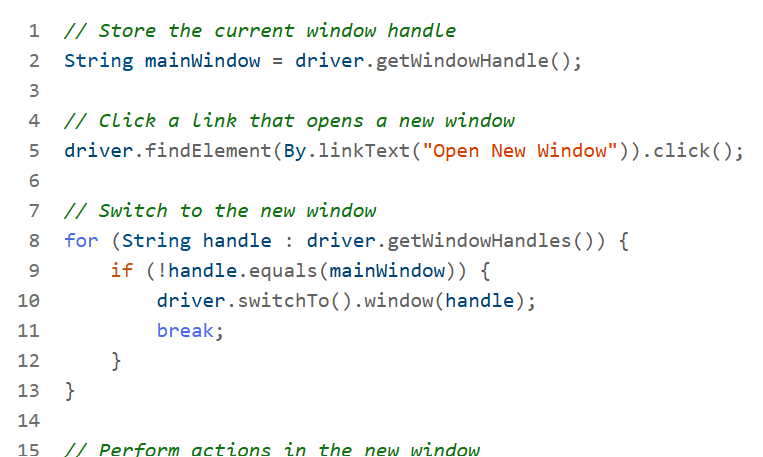 1 // Store the current window handle
2 String mainWindow = driver.getWindowHandle();
3
4 // Click a link that opens a new window
5 driver.findElement(By.linkText("Open New Window")).click();
6
7 // Switch to the new window
8 for (String handle : driver.getWindowHandles()) {
9     if (!handle.equals(mainWindow)) {
10         driver.switchTo().window(handle);
11         break;
12     }
13 }
14
15 // Perform actions in the new window